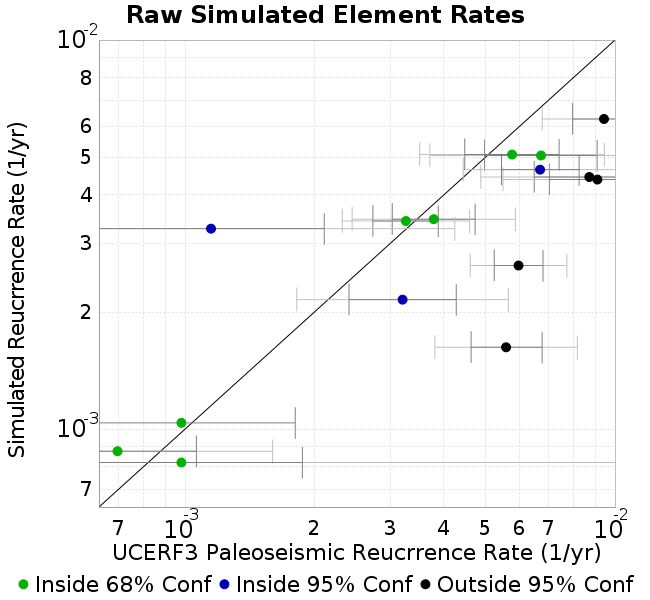 Raw Simulated Element Rates
Simulated Reucrrence Rate (1/yr)
10-2
8
6
5
4
3
2
10-3
7
7 10-3 2 3 4 5 6 7 10-2
UCERF3 Paleoseismic Reucrrence Rate (1/yr)
Inside 68% Conf Inside 95% Conf Outside 95% Conf